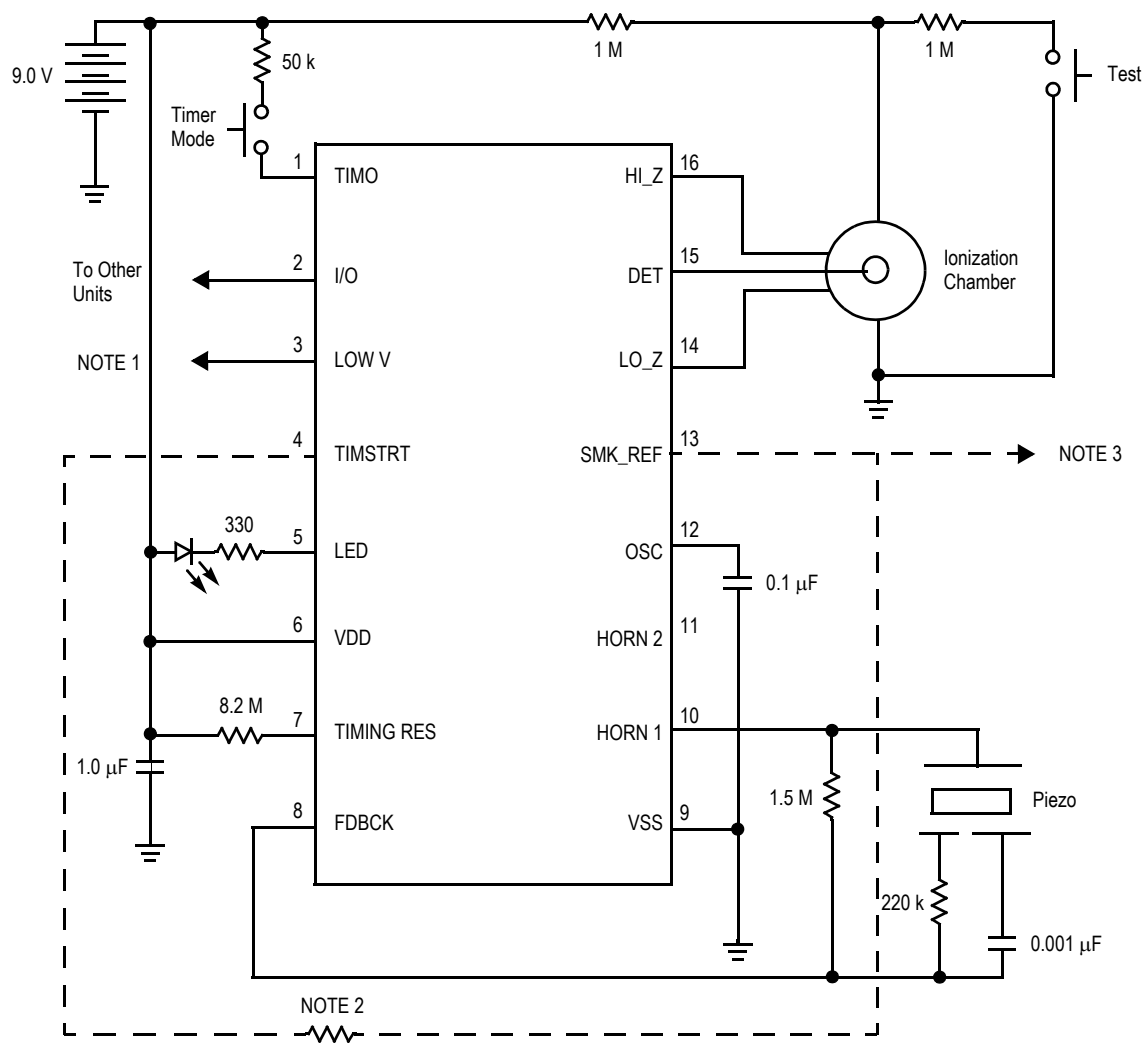 1 M
1 M
9.0 V
50 k
Test
Timer
Mode
1
TIMO
HI_Z
16
To Other
Units
2
I/O
DET
15
Ionization
Chamber
NOTE 1
3
LOW V
LO_Z
14
4
TIMSTRT
SMK_REF
13
NOTE 3
330
5
LED
OSC
12
0.1 μF
6
VDD
HORN 2
11
8.2 M
7
TIMING RES
HORN 1
10
1.0 μF
1.5 M
Piezo
8
FDBCK
VSS
9
220 k
0.001 μF
NOTE 2